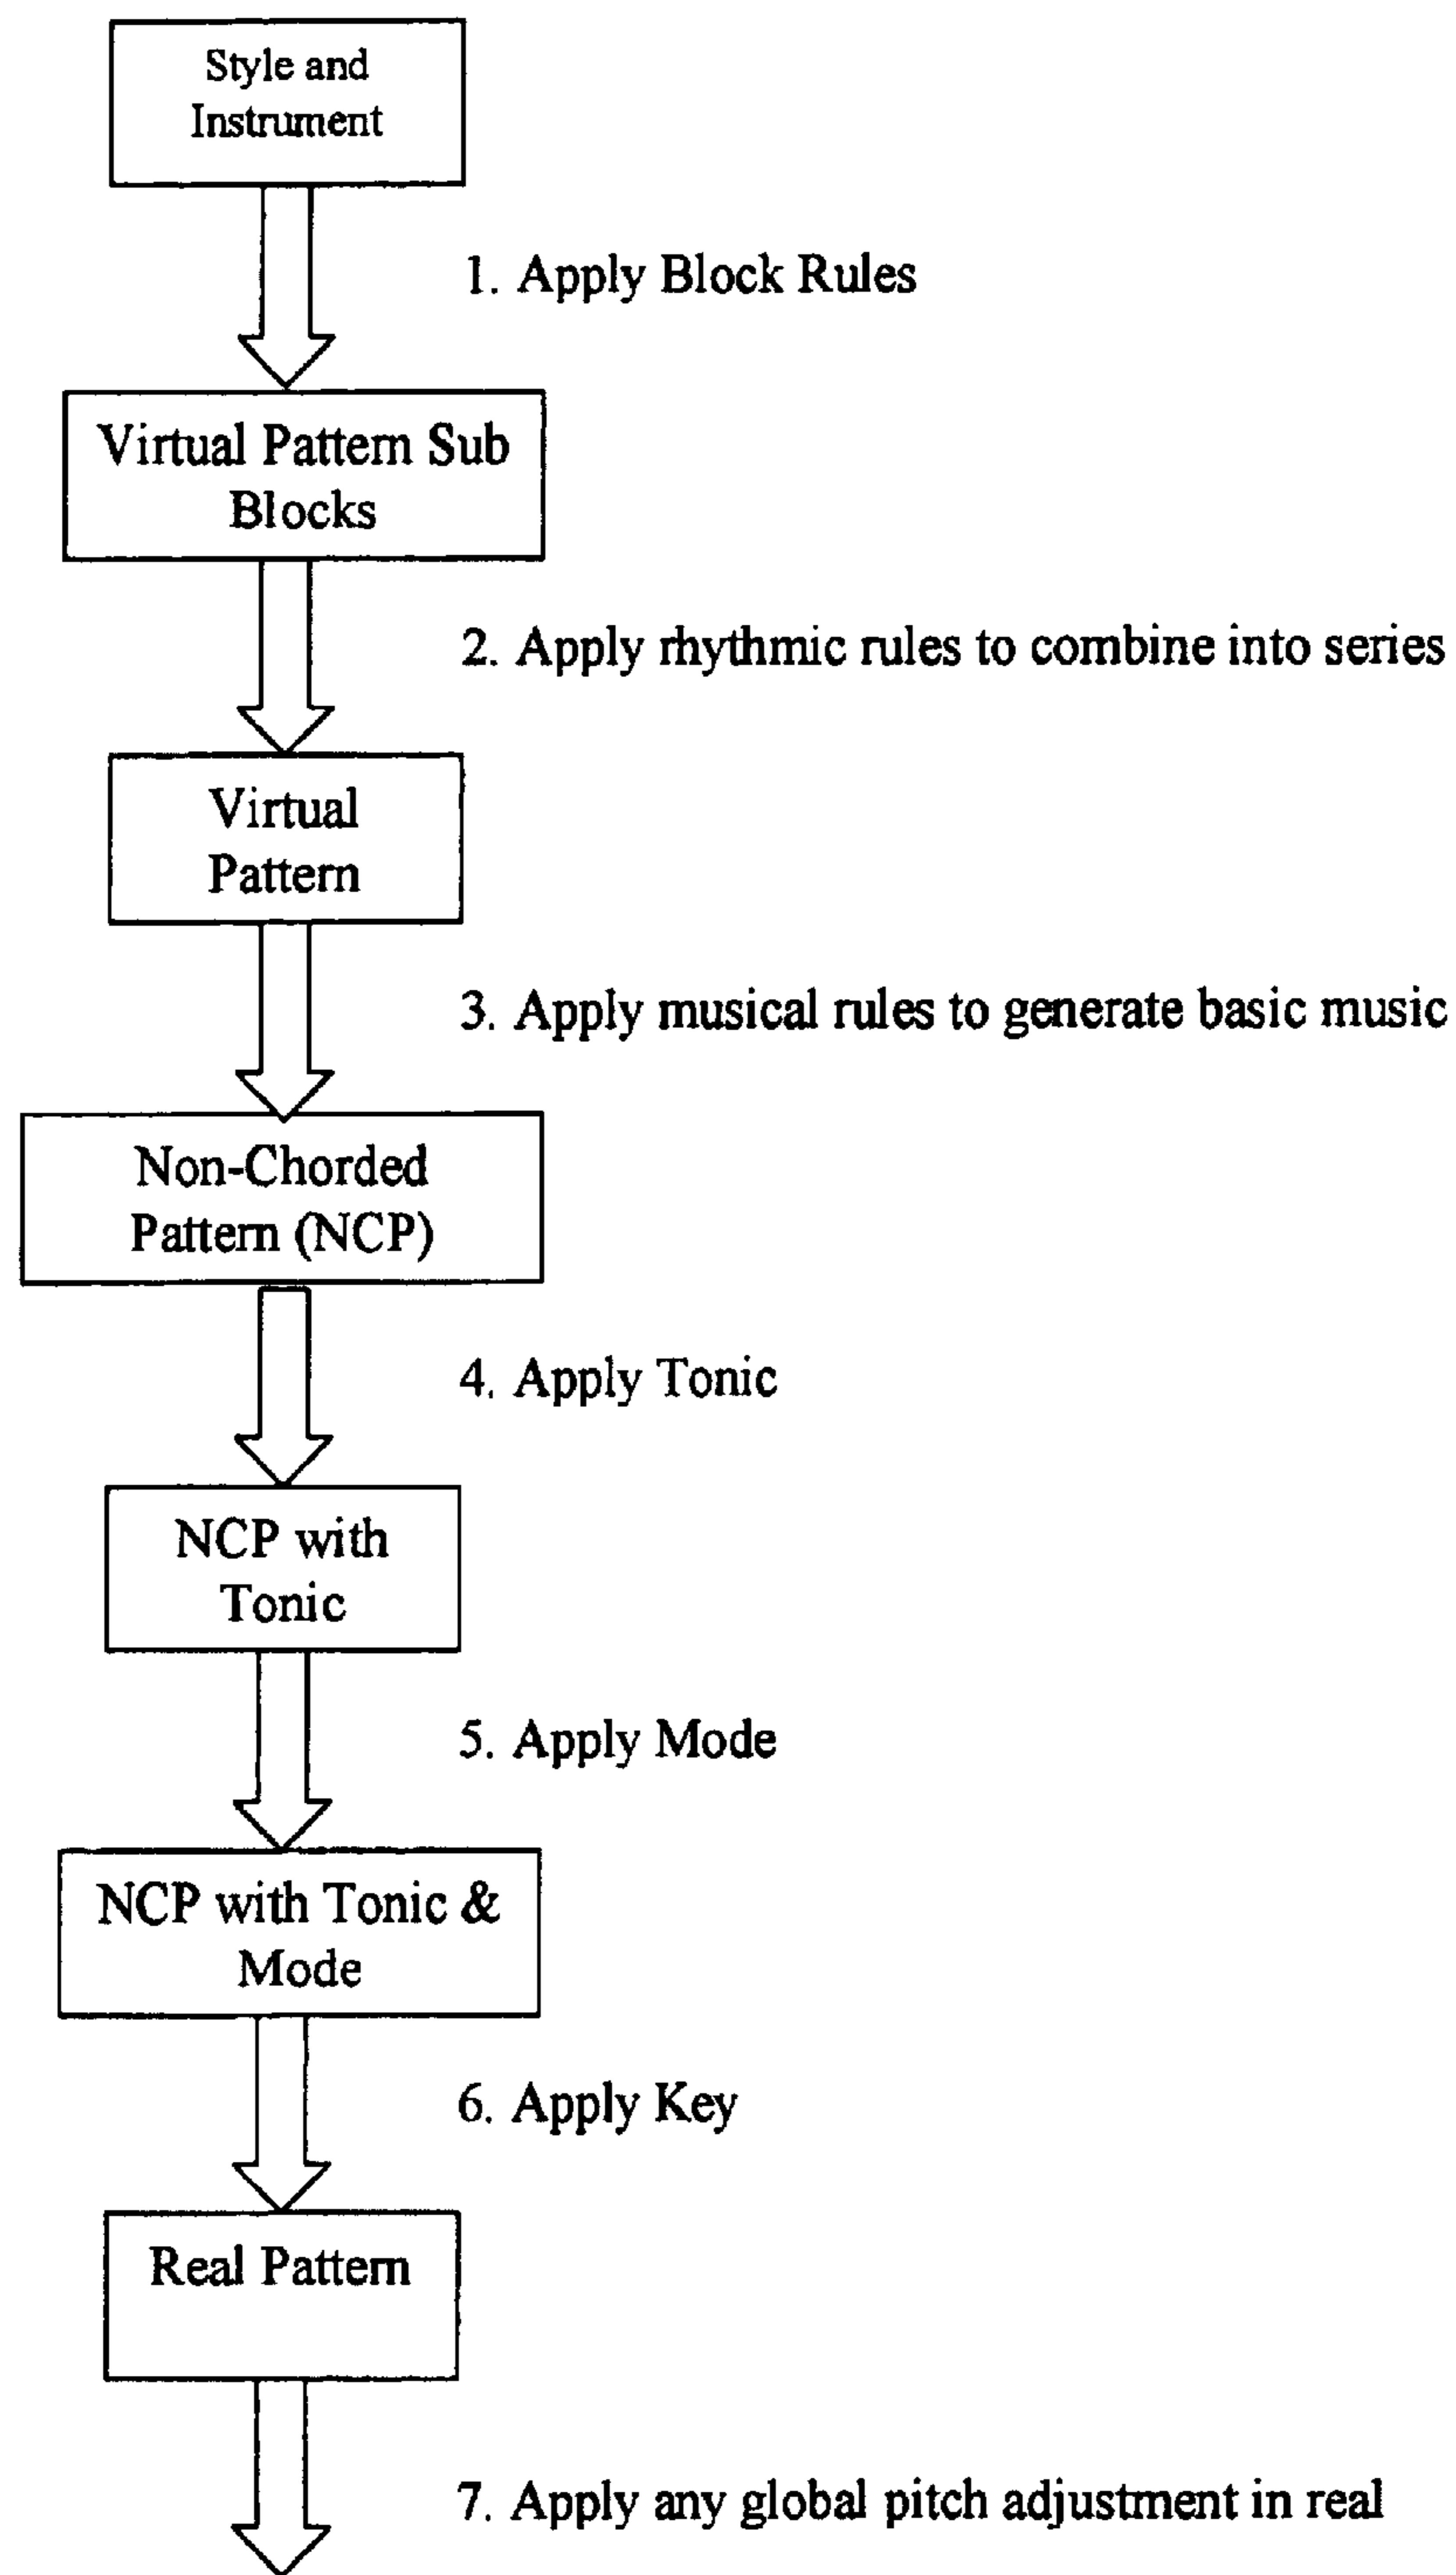 Style and
Instrument
1. Apply Block Rules
Virtual Pattern Sub
Blocks
2. Apply rhythmic rules to combine into series
Virtual
Pattern
3. Apply musical rules to generate basic music
Non-Chorded
Pattern (NCP)
4. Apply Tonic
NCP with
Tonic
5. Apply Mode
NCP with Tonic &
Mode
6. Apply Key
Real Pattern
7. Apply any global pitch adjustment in real